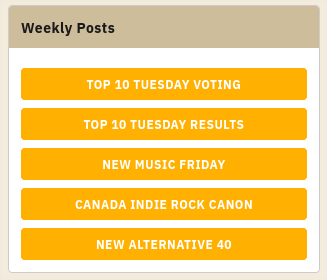 Weekly Posts
TOP 10 TUESDAY VOTING
TOP 10 TUESDAY RESULTS
NEW MUSIC FRIDAY
CANADA INDIE ROCK CANON
NEW ALTERNATIVE 40